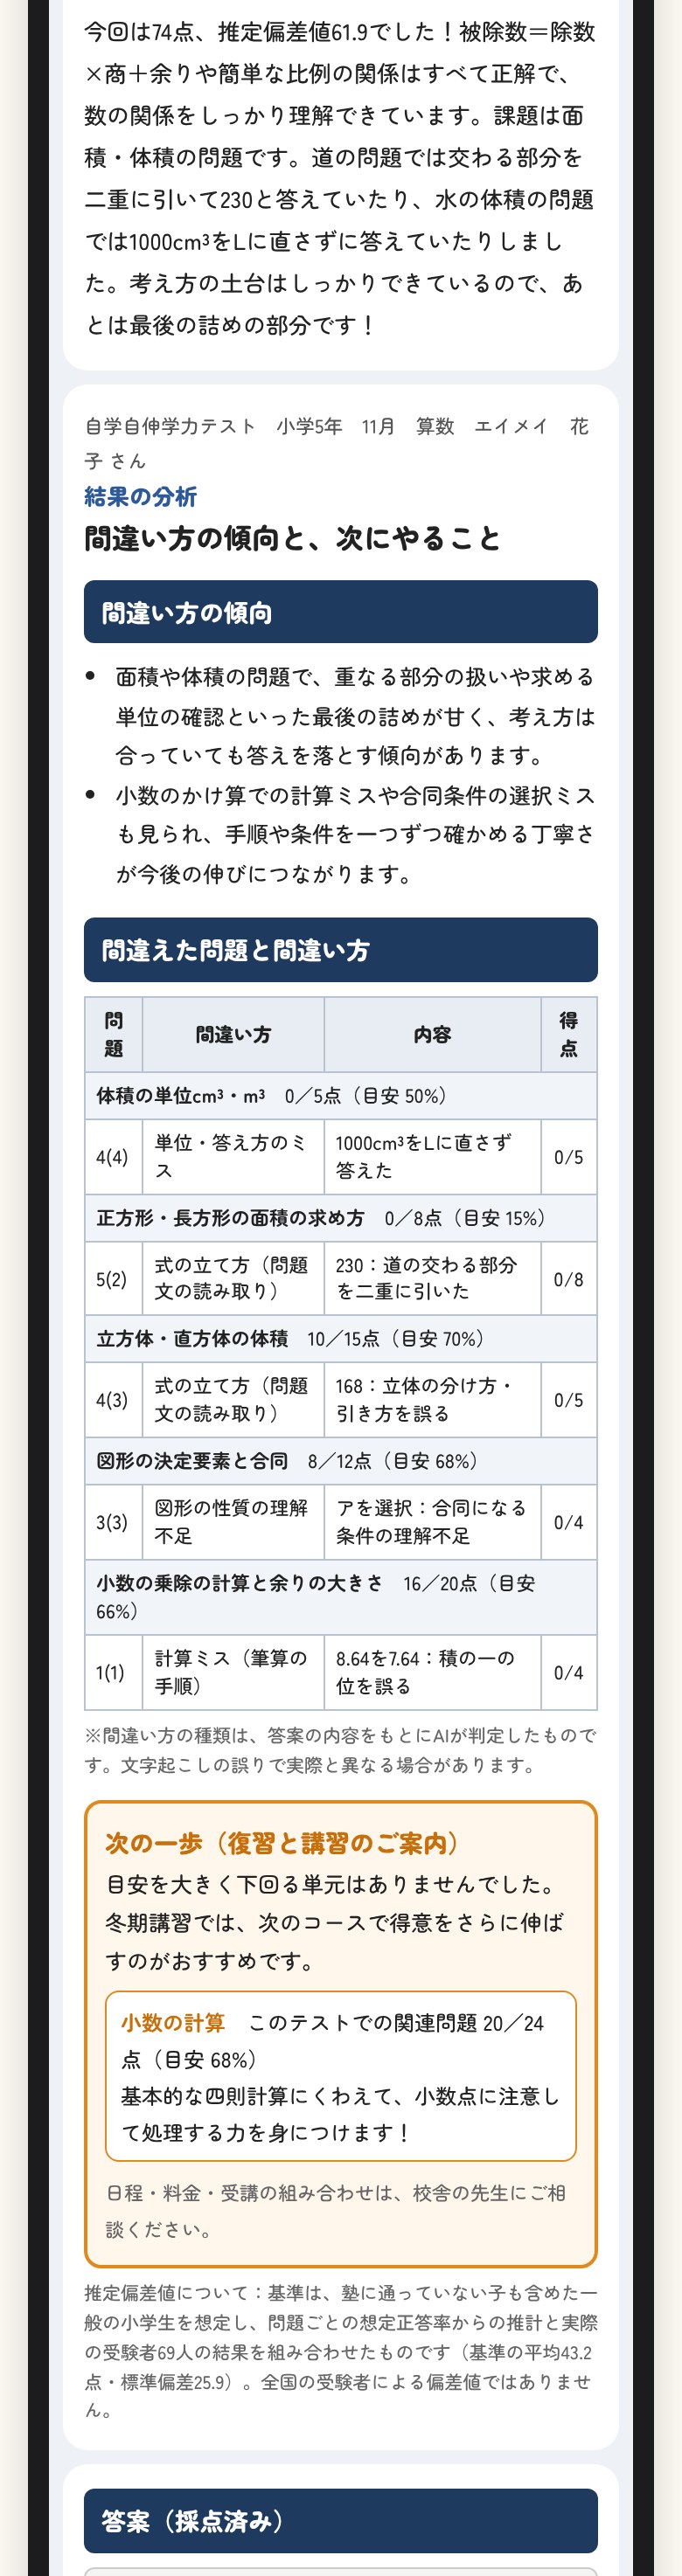 今回は74点、推定偏差値61.9でした！被除数＝除数
×商＋余りや簡単な比例の関係はすべて正解で、
数の関係をしっかり理解できています。課題は面
積・体積の問題です。道の問題では交わる部分を
二重に引いて230と答えていたり、水の体積の問題
では1000cm³をLに直さずに答えていたりしまし
た。考え方の土台はしっかりできているので、あ
とは最後の詰めの部分です！
自学自伸学力テスト　小学5年　11月　算数　エイメイ　花
子 さん
結果の分析
間違い方の傾向と、次にやること
間違い方の傾向
• 面積や体積の問題で、重なる部分の扱いや求める
単位の確認といった最後の詰めが甘く、考え方は
合っていても答えを落とす傾向があります。
• 小数のかけ算での計算ミスや合同条件の選択ミス
も見られ、手順や条件を一つずつ確かめる丁寧さ
が今後の伸びにつながります。
間違えた問題と間違い方
問題　間違い方　内容　得点
体積の単位cm³・m³　0／5点（目安 50%）
4(4)　単位・答え方のミス　1000cm³をLに直さず答えた　0/5
正方形・長方形の面積の求め方　0／8点（目安 15%）
5(2)　式の立て方（問題文の読み取り）　230：道の交わる部分を二重に引いた　0/8
立方体・直方体の体積　10／15点（目安 70%）
4(3)　式の立て方（問題文の読み取り）　168：立体の分け方・引き方を誤る　0/5
図形の決定要素と合同　8／12点（目安 68%）
3(3)　図形の性質の理解不足　アを選択：合同になる条件の理解不足　0/4
小数の乗除の計算と余りの大きさ　16／20点（目安
66%）
1(1)　計算ミス（筆算の手順）　8.64を7.64：積の一の位を誤る　0/4
※間違い方の種類は、答案の内容をもとにAIが判定したもので
す。文字起こしの誤りで実際と異なる場合があります。
次の一歩（復習と講習のご案内）
目安を大きく下回る単元はありませんでした。
冬期講習では、次のコースで得意をさらに伸ば
すのがおすすめです。
小数の計算　このテストでの関連問題 20／24
点（目安 68%）
基本的な四則計算にくわえて、小数点に注意し
て処理する力を身につけます！
日程・料金・受講の組み合わせは、校舎の先生にご相
談ください。
推定偏差値について：基準は、塾に通っていない子も含めた一
般の小学生を想定し、問題ごとの想定正答率からの推計と実際
の受験者69人の結果を組み合わせたものです（基準の平均43.2
点・標準偏差25.9）。全国の受験者による偏差値ではありませ
ん。
答案（採点済み）